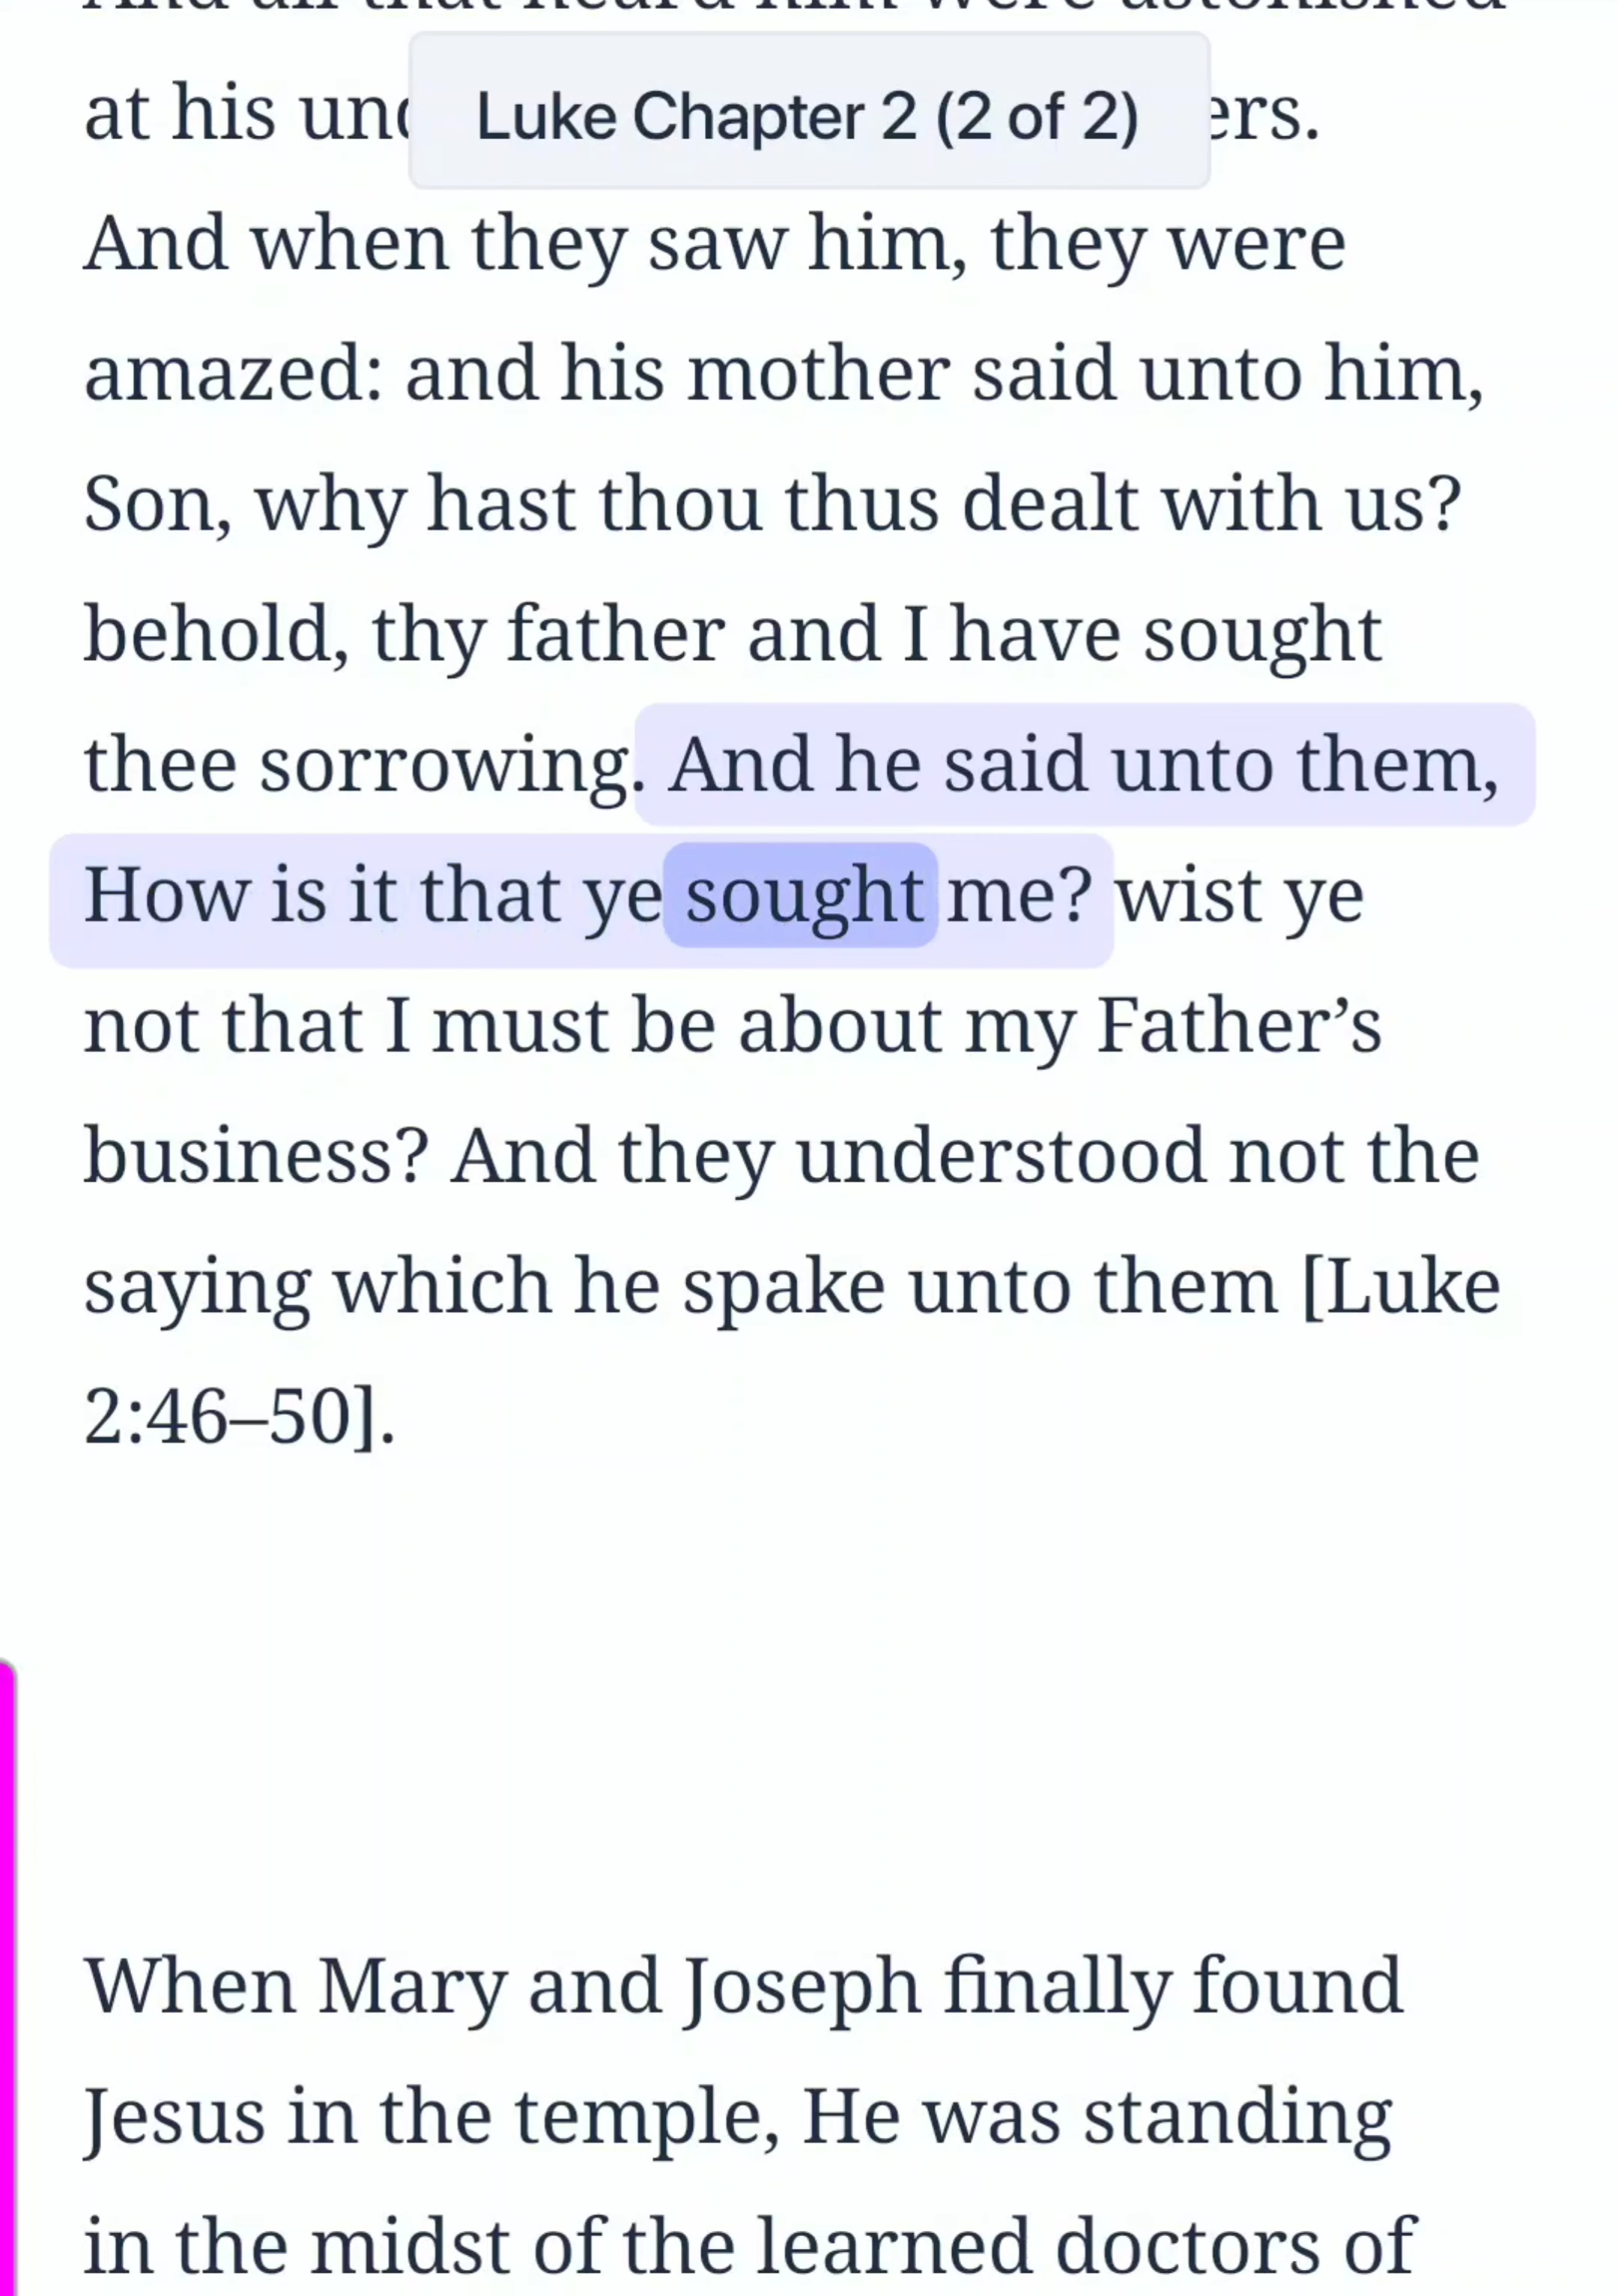 at his
Luke Chapter 2 (2 of 2)
And when they saw him, they were
amazed: and his mother said unto him,
Son, why hast thou thus dealt with us?
behold, thy father and I have sought
thee sorrowing. And he said unto them,
How is it that ye sought me? wist ye
not that I must be about my Father’s
business? And they understood not the
saying which he spake unto them [Luke
2:46–50].
When Mary and Joseph finally found
Jesus in the temple, He was standing
in the midst of the learned doctors of